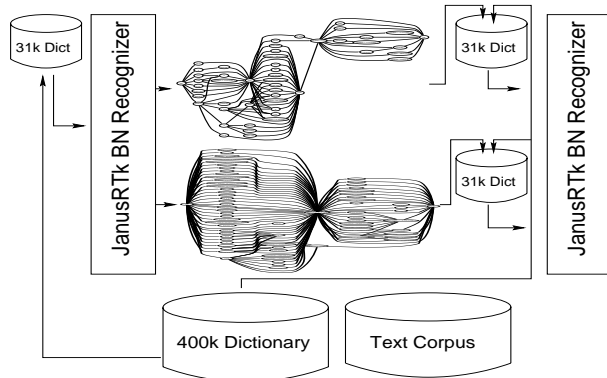 31k Dict
JanusRTk BN Recognizer
31k Dict
31k Dict
JanusRTk BN Recognizer
400k Dictionary
Text Corpus